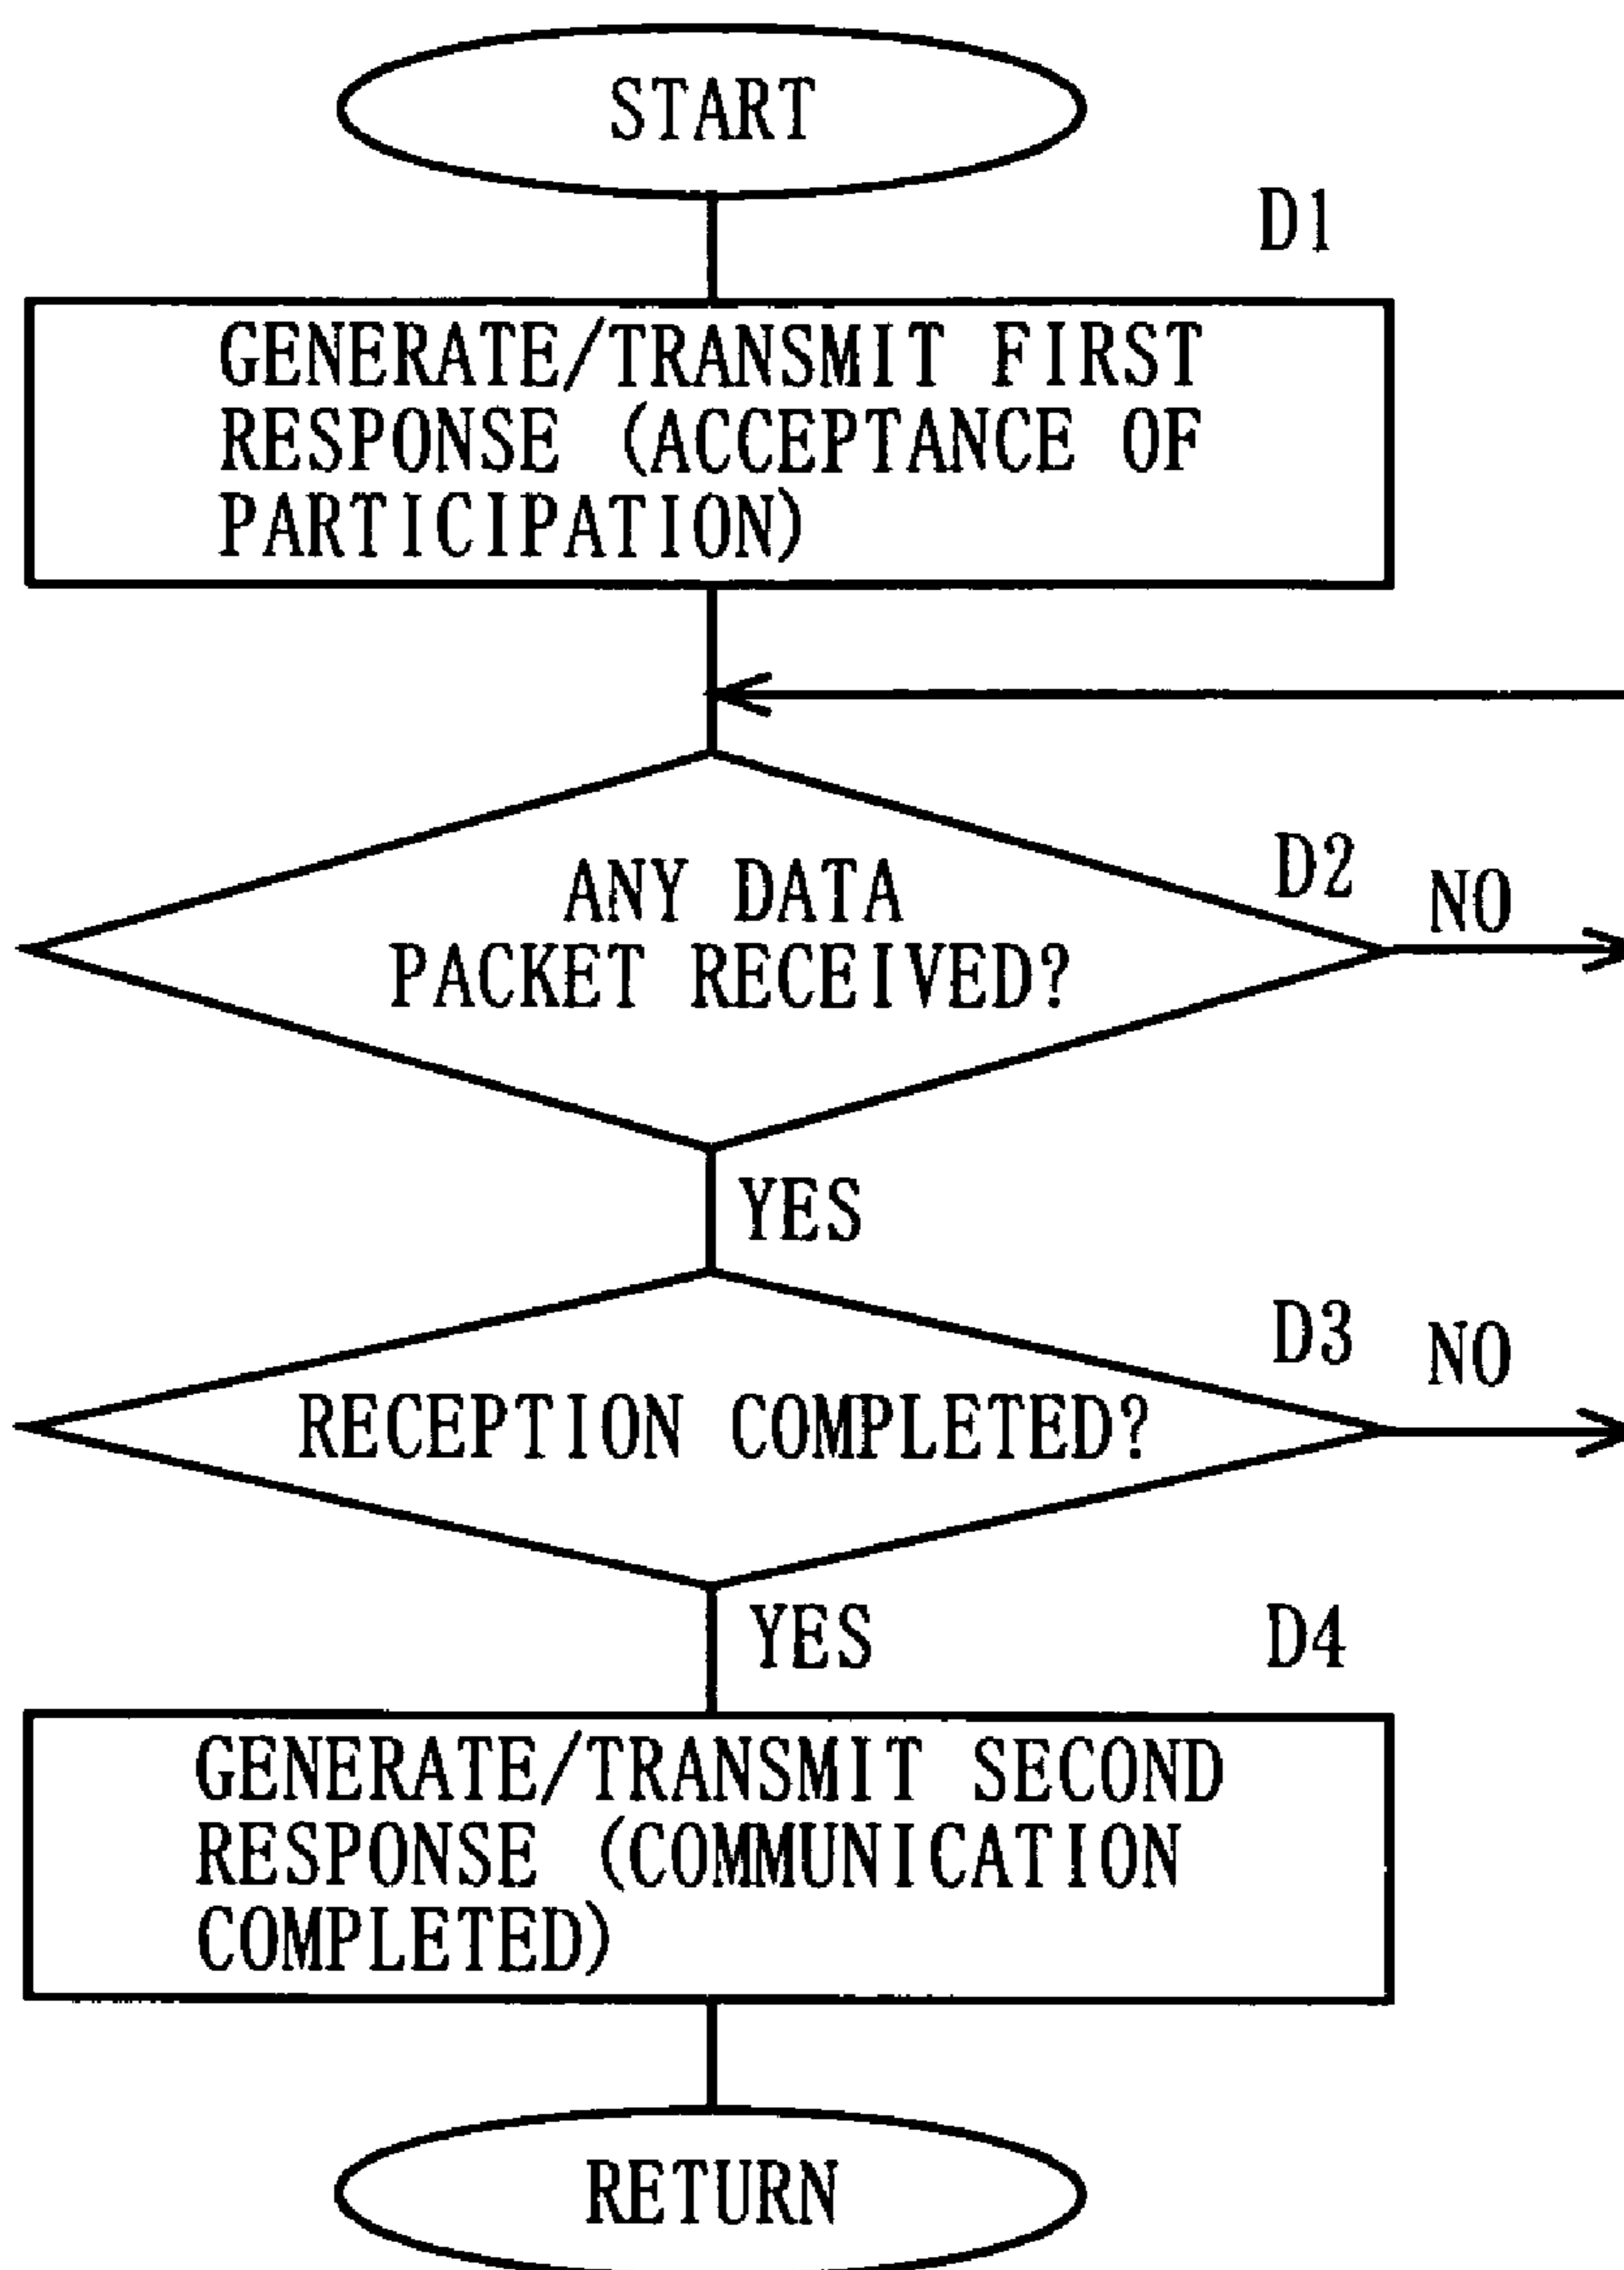 START
D1
GENERATE/TRANSMIT FIRST
RESPONSE (ACCEPTANCE OF
PARTICIPATION)
ANY DATA
PACKET RECEIVED?
D2
NO
YES
RECEPTION COMPLETED?
D3
NO
YES
D4
GENERATE/TRANSMIT SECOND
RESPONSE (COMMUNICATION
COMPLETED)
RETURN